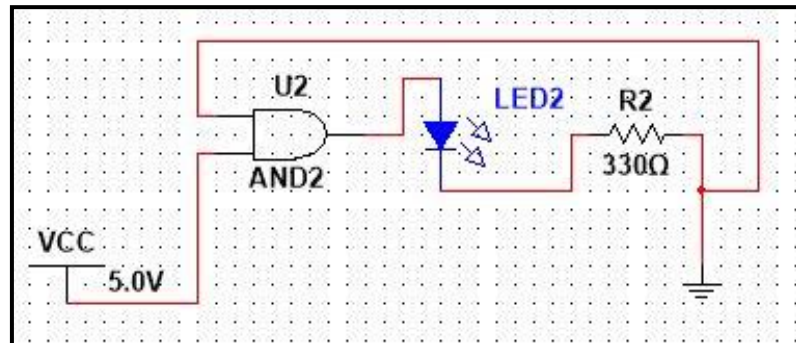 U2
LED2
R2
330Ω
AND2
VCC
5.0V